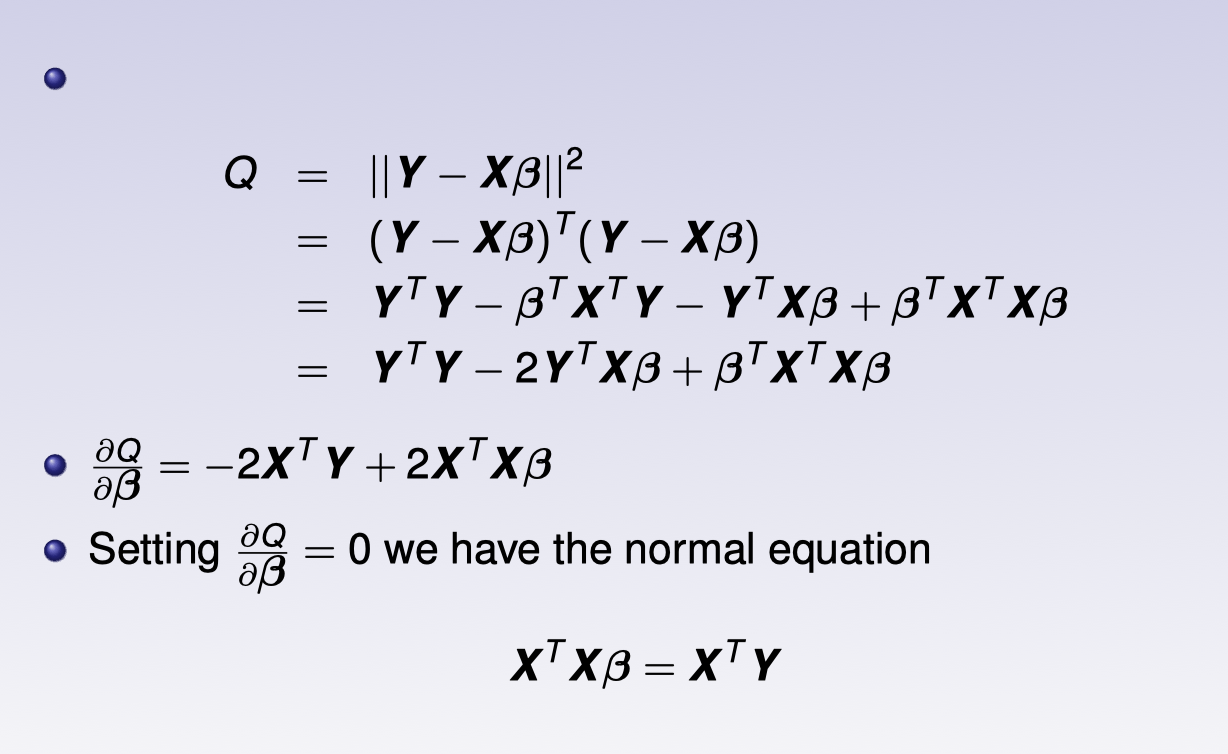 Q = ||Y − Xβ||²
= (Y − Xβ)ᵀ(Y − Xβ)
= YᵀY − βᵀXᵀY − YᵀXβ + βᵀXᵀXβ
= YᵀY − 2YᵀXβ + βᵀXᵀXβ
∂Q/∂β = −2XᵀY + 2XᵀXβ
Setting ∂Q/∂β = 0 we have the normal equation
XᵀXβ = XᵀY